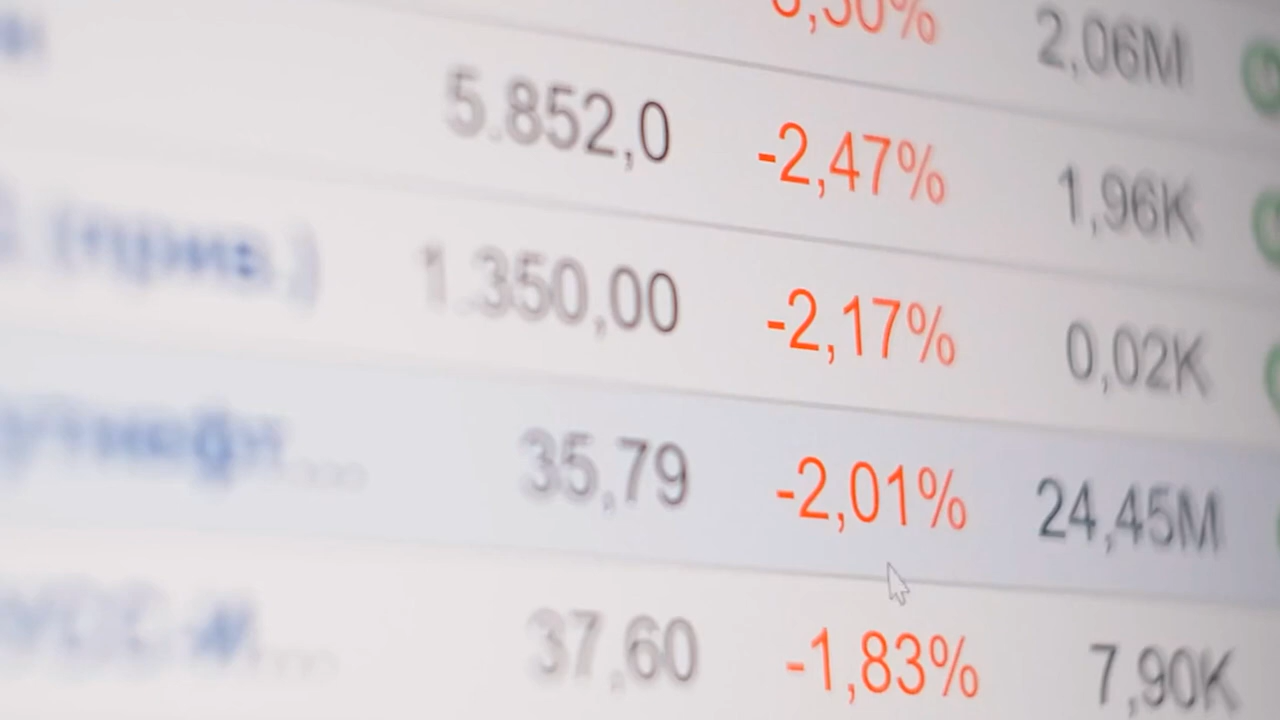 2,06M
5.852,0 -2,47% 1,96K
(прив.) 1.350,00 -2,17% 0,02K
35,79 -2,01% 24,45M
37,60 -1,83% 7,90K